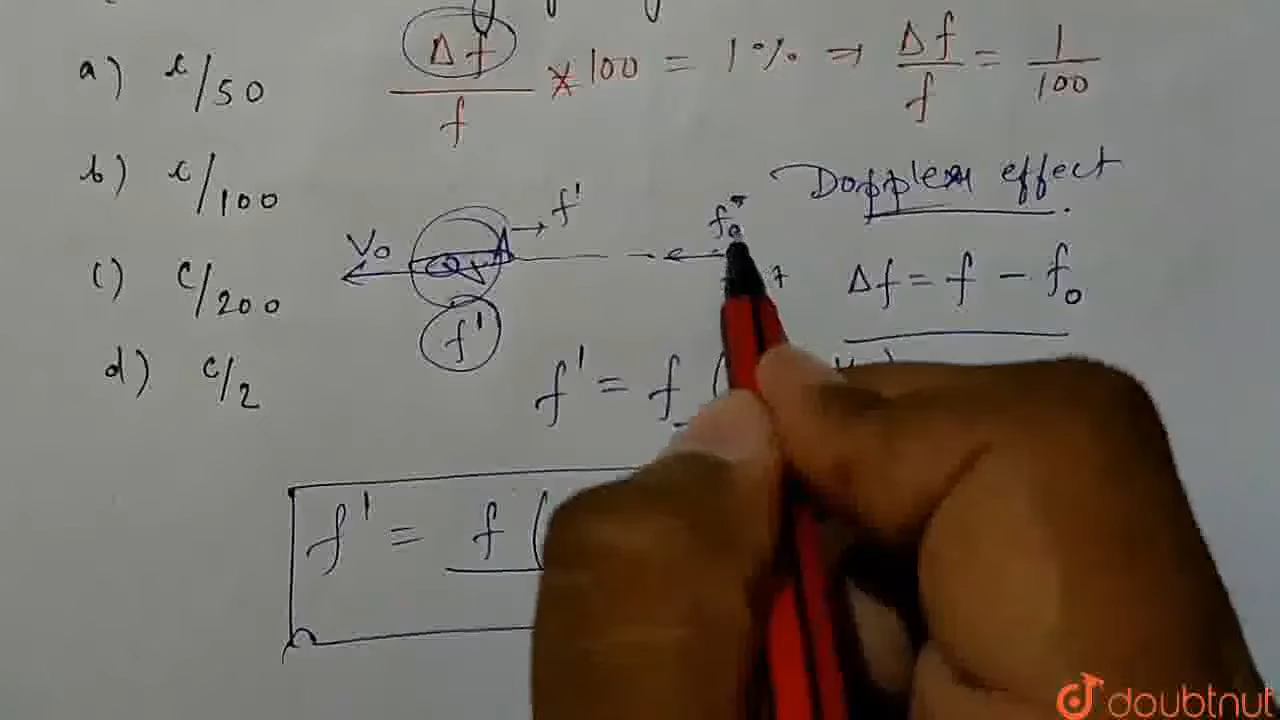 a) c/50
Δf/f × 100 = 1% → Δf/f = 1/100
b) c/100
Doppler effect
f'
f₀
V₀
c) C/200
Δf = f - f₀
f'
d) c/2
f' = f (
f' = f (
doubtnut